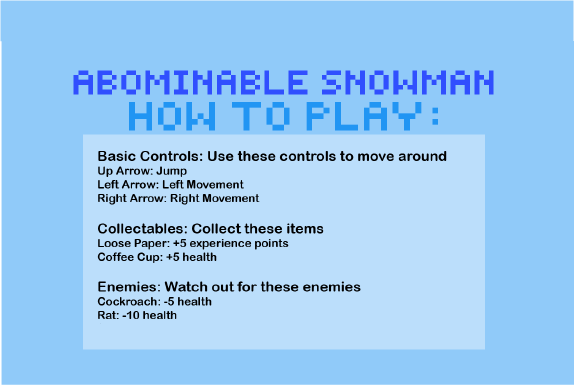 ABOMINABLE SNOWMAN
HOW TO PLAY:
Basic Controls: Use these controls to move around
Up Arrow: Jump
Left Arrow: Left Movement
Right Arrow: Right Movement
Collectables: Collect these items
Loose Paper: +5 experience points
Coffee Cup: +5 health
Enemies: Watch out for these enemies
Cockroach: -5 health
Rat: -10 health